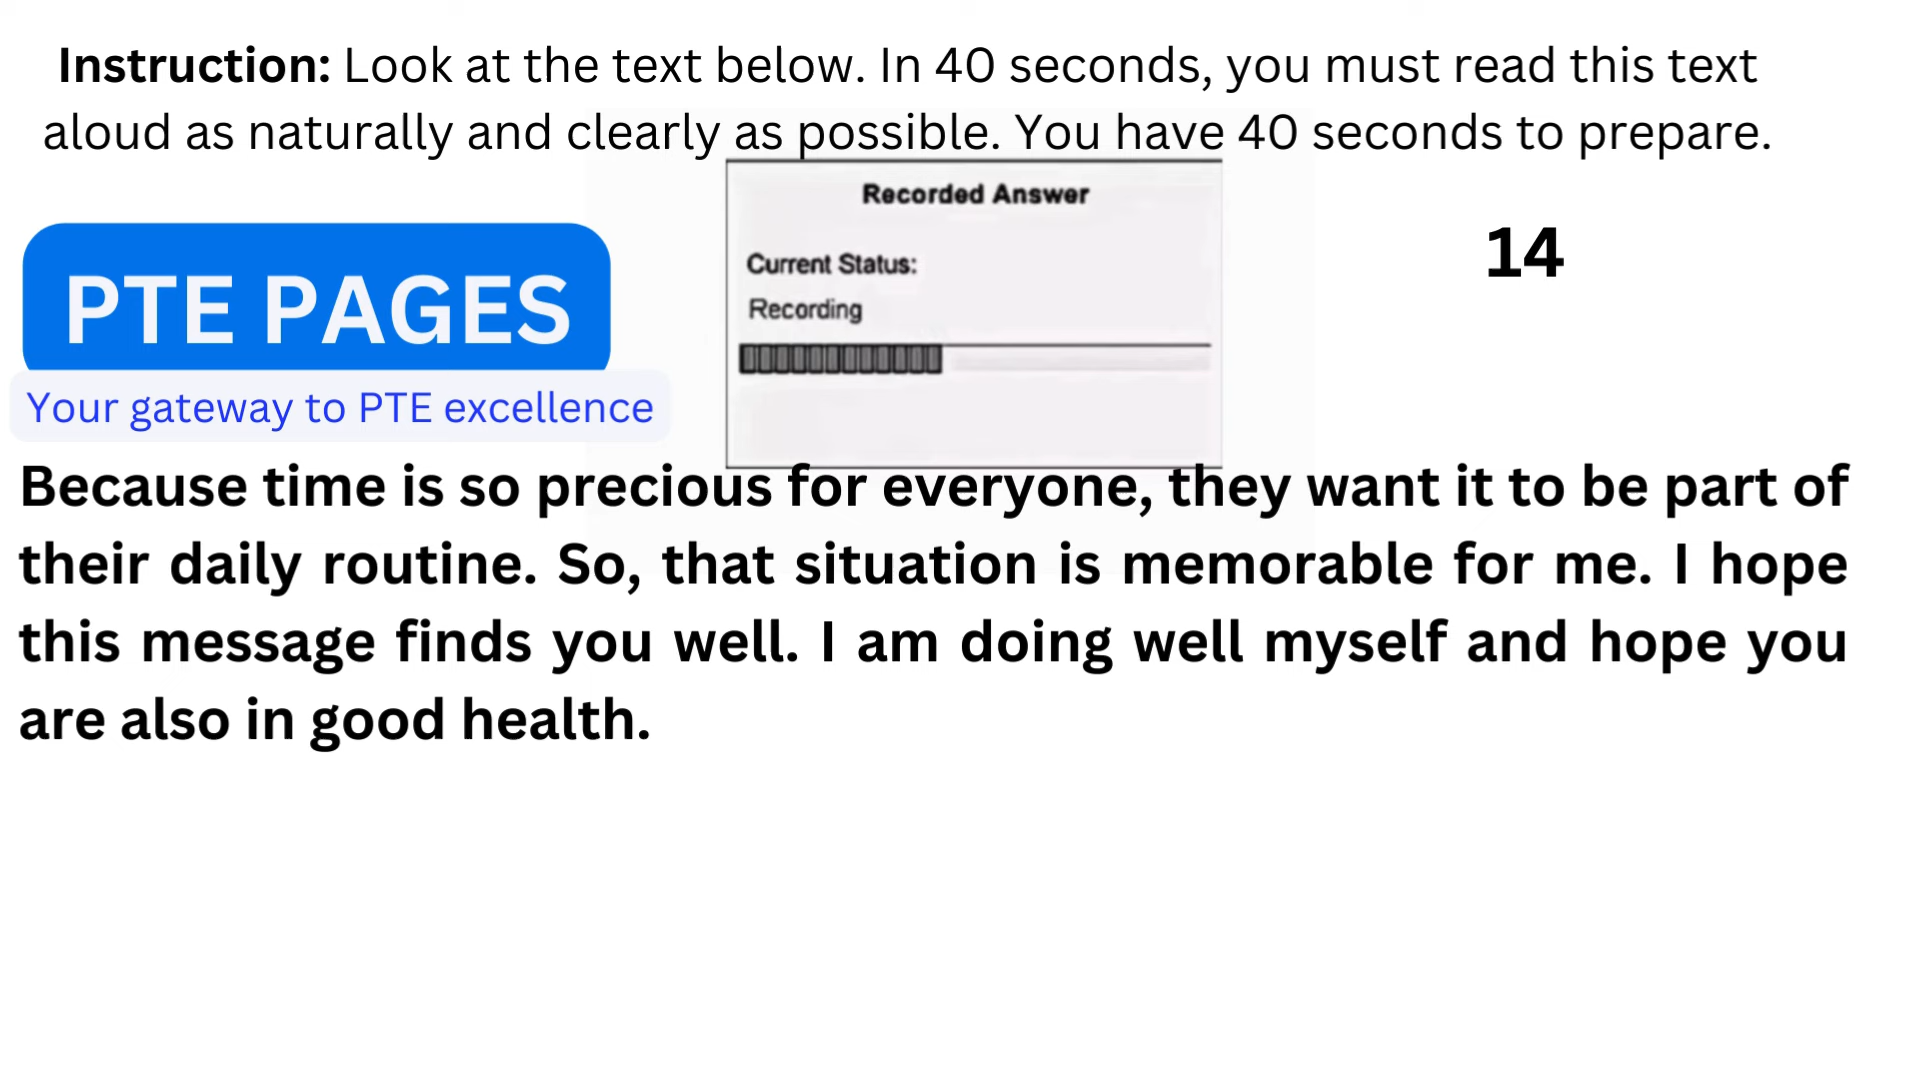 Instruction: Look at the text below. In 40 seconds, you must read this text
aloud as naturally and clearly as possible. You have 40 seconds to prepare.
Recorded Answer
Current Status:
Recording
14
PTE PAGES
Your gateway to PTE excellence
Because time is so precious for everyone, they want it to be part of
their daily routine. So, that situation is memorable for me. I hope
this message finds you well. I am doing well myself and hope you
are also in good health.